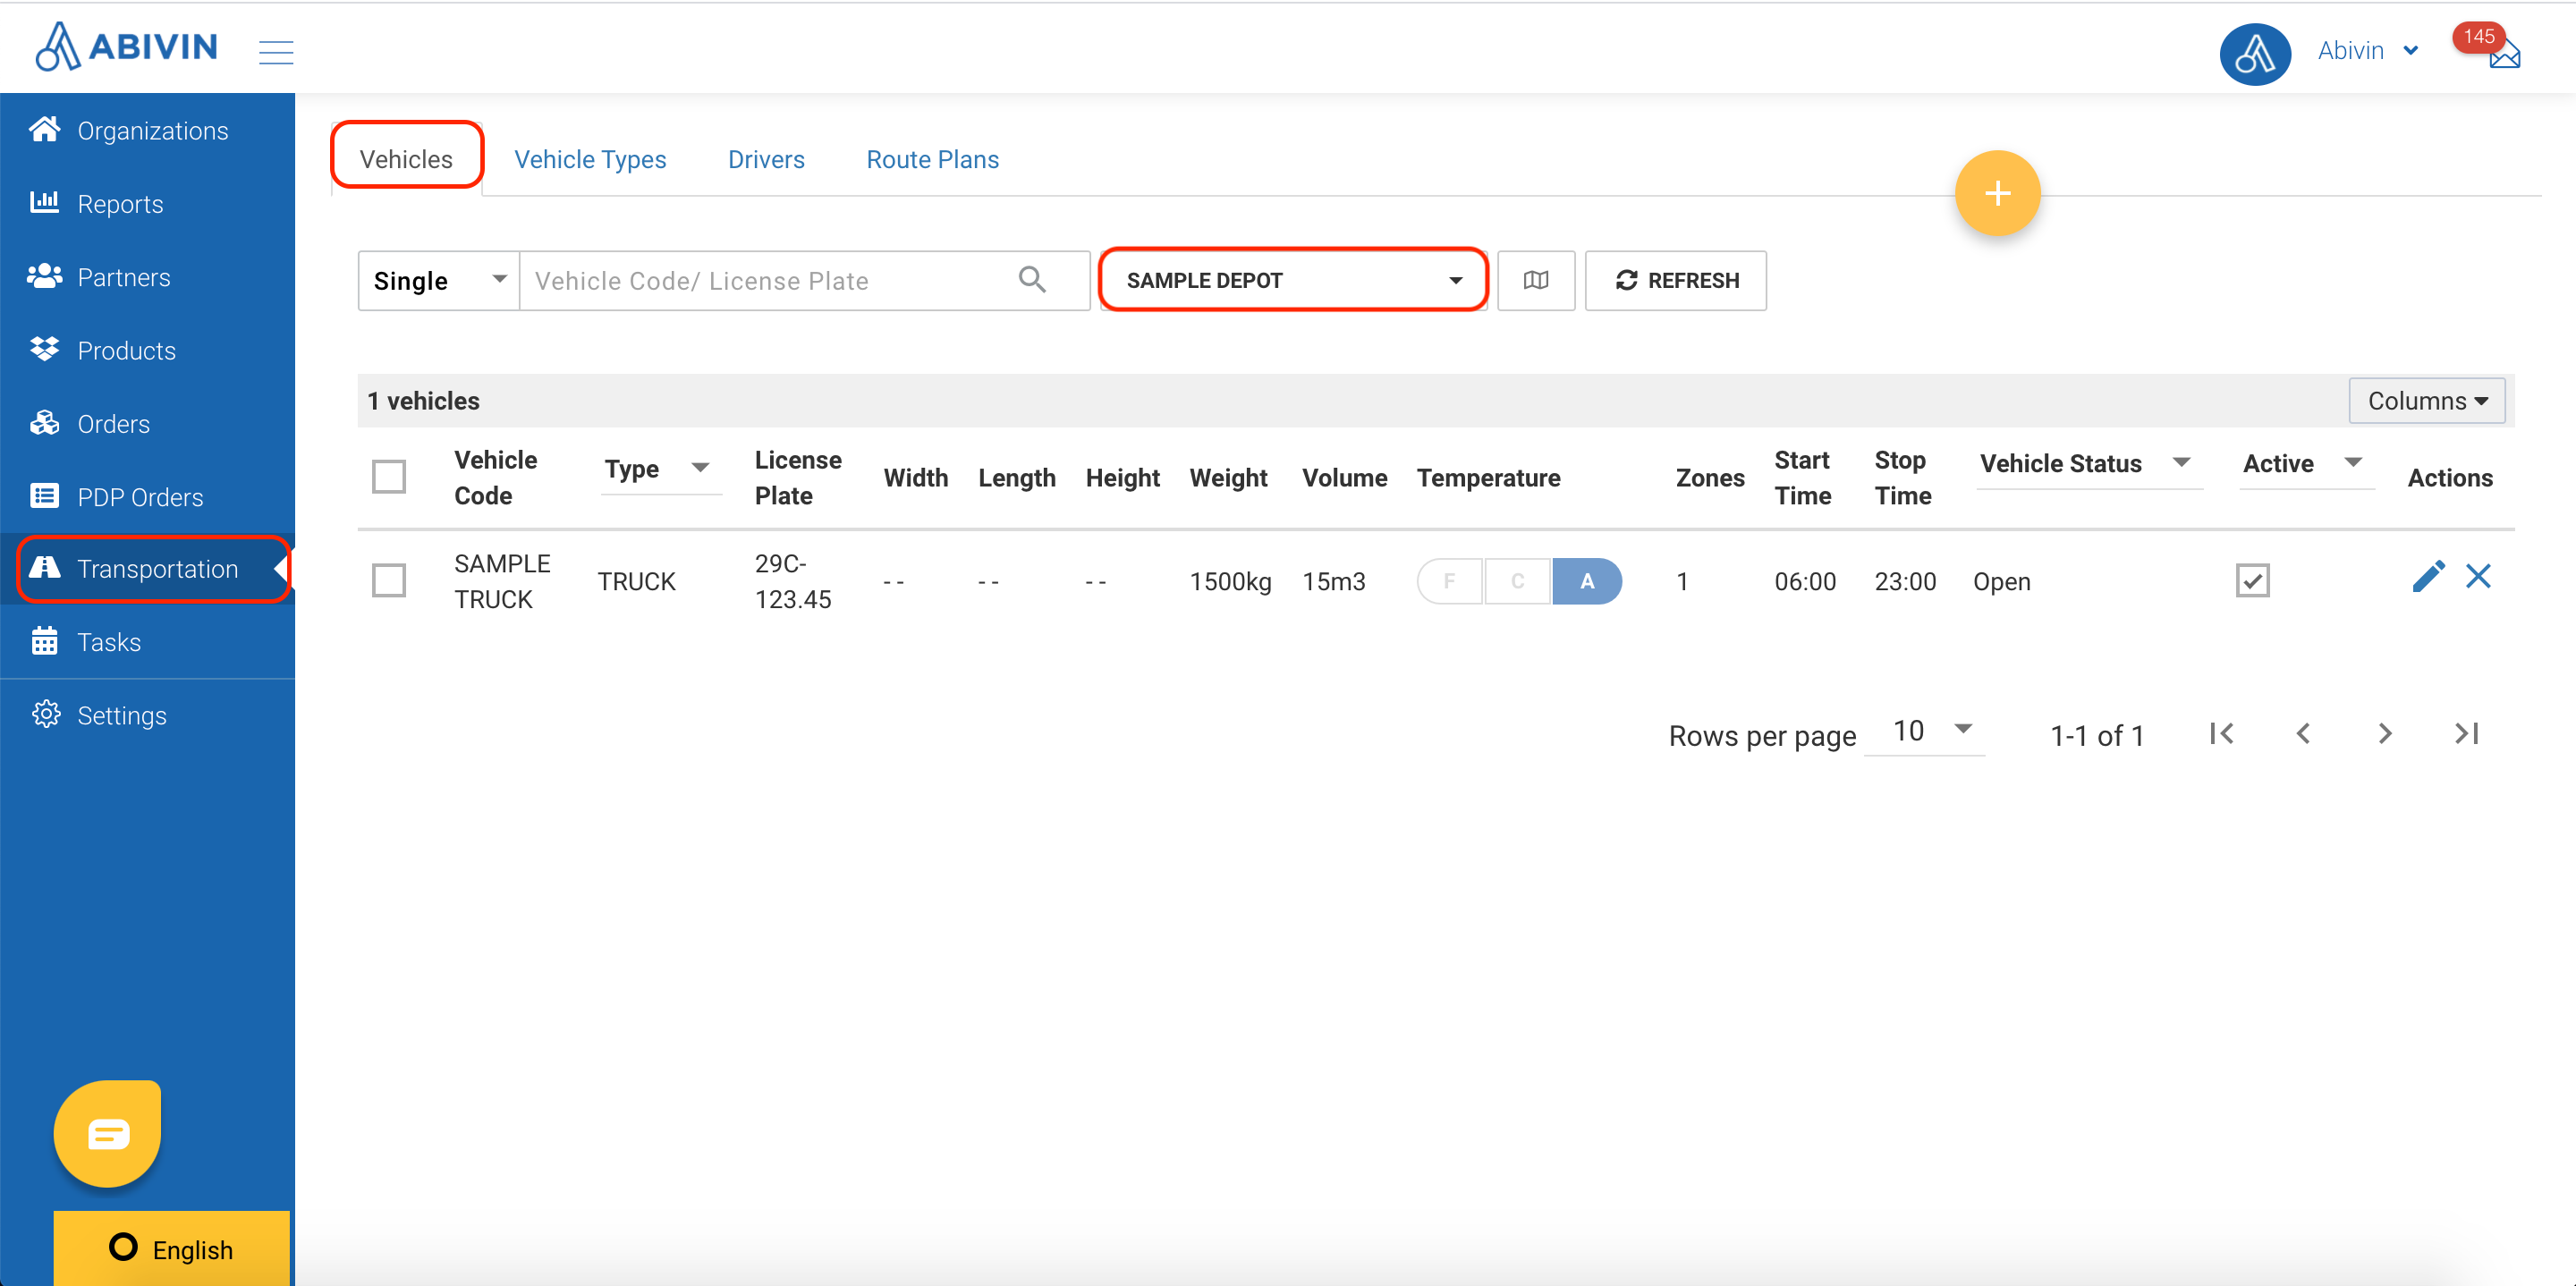 ABIVIN
Abivin
145
Organizations
Reports
Partners
Products
Orders
PDP Orders
Transportation
Tasks
Settings
English
Vehicles
Vehicle Types
Drivers
Route Plans
+
Single
Vehicle Code/ License Plate
SAMPLE DEPOT
REFRESH
1 vehicles
Columns
Vehicle
Code
Type
License
Plate
Width
Length
Height
Weight
Volume
Temperature
Zones
Start
Time
Stop
Time
Vehicle Status
Active
Actions
SAMPLE
TRUCK
TRUCK
29C-
123.45
- -
- -
- -
1500kg
15m3
F
C
A
1
06:00
23:00
Open
Rows per page
10
1-1 of 1